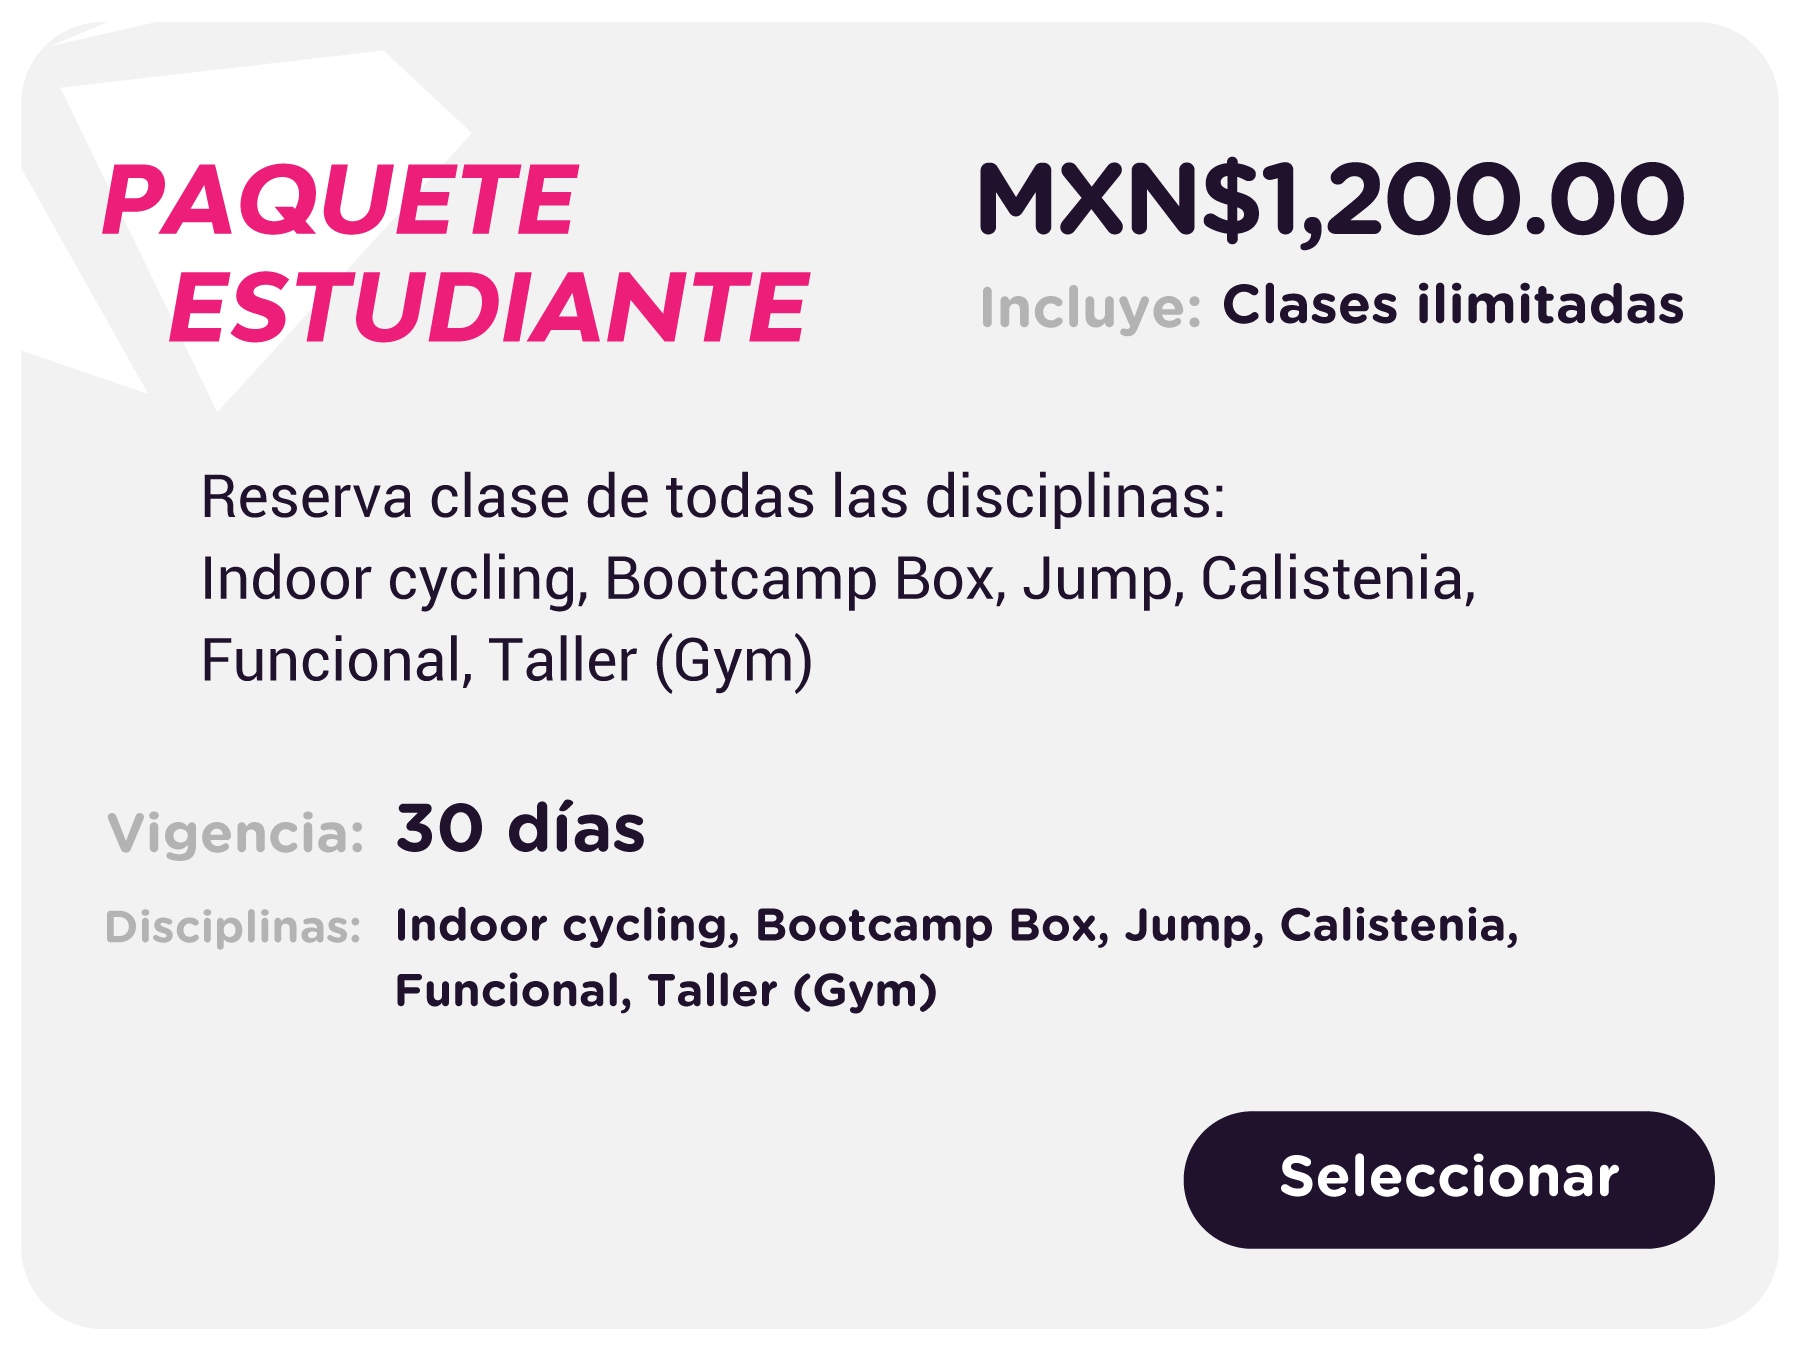 PAQUETE
ESTUDIANTE
MXN$1,200.00
Incluye: Clases ilimitadas
Reserva clase de todas las disciplinas:
Indoor cycling, Bootcamp Box, Jump, Calistenia,
Funcional, Taller (Gym)
Vigencia: 30 días
Disciplinas: Indoor cycling, Bootcamp Box, Jump, Calistenia,
Funcional, Taller (Gym)
Seleccionar